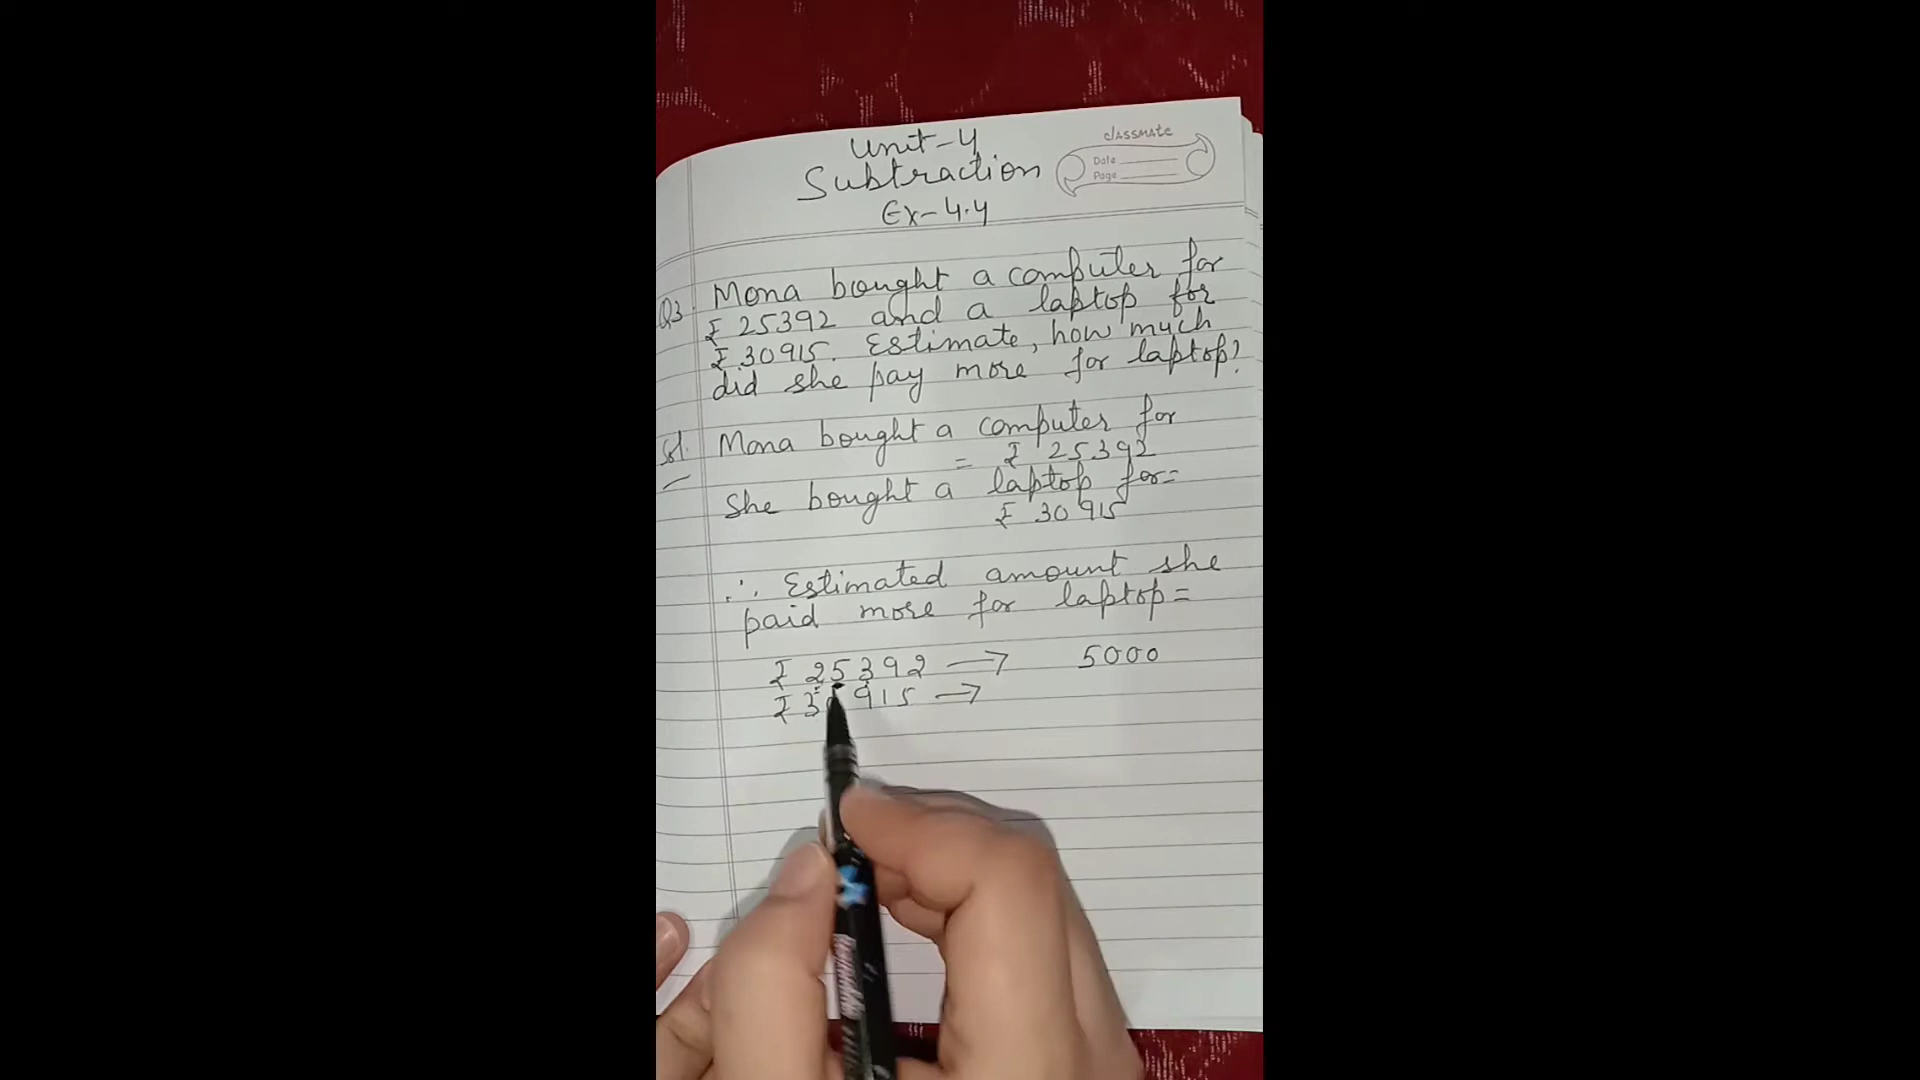 Unit-4
classmate
Subtraction
Date
Page
Ex-4.4
Q3. Mona bought a computer for
₹ 25392 and a laptop for
₹ 30915. Estimate, how much
did she pay more for laptop?
Sol. Mona bought a computer for
= ₹ 25392
She bought a laptop for=
₹ 30915
∴ Estimated amount she
paid more for laptop=
₹ 25392 → 5000
₹ 30915 →